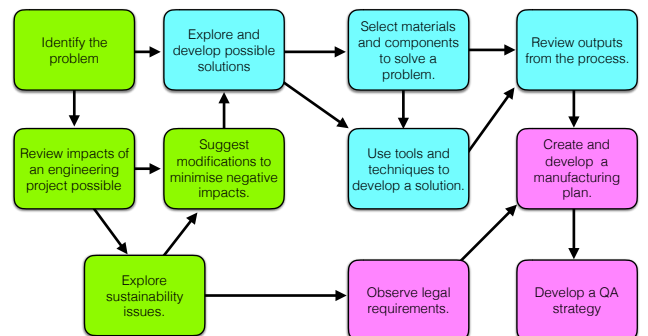 Identify the
problem
Explore and
develop possible
solutions
Select materials
and components
to solve a
problem.
Review outputs
from the process.
Review impacts of
an engineering
project possible
Suggest
modifications to
minimise negative
impacts.
Use tools and
techniques to
develop a solution.
Create and
develop a
manufacturing
plan.
Explore
sustainability
issues.
Observe legal
requirements.
Develop a QA
strategy